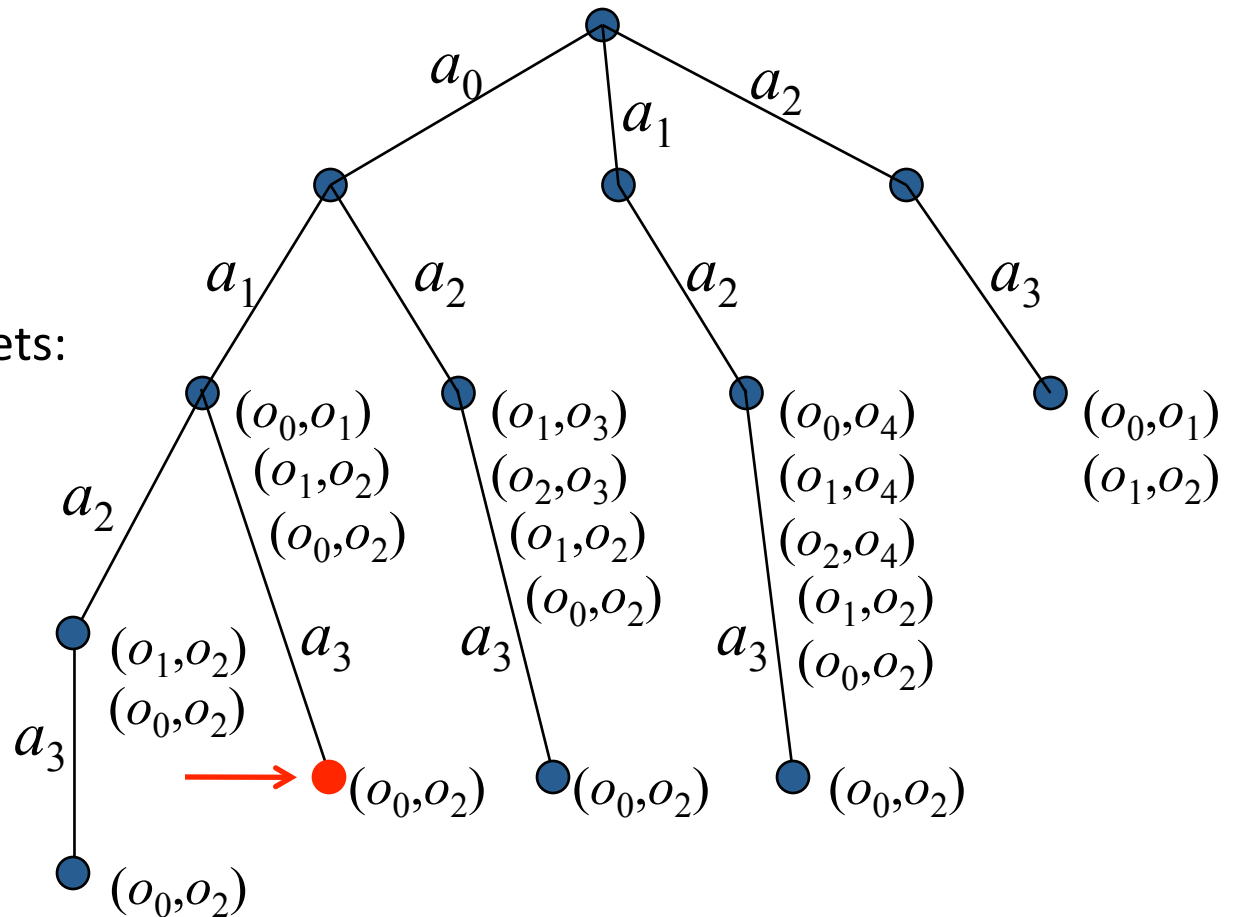 a₀
a₁
a₂
a₁
a₂
a₂
a₃
ets:
(o₀,o₁)
(o₁,o₂)
(o₀,o₂)
(o₁,o₃)
(o₂,o₃)
(o₁,o₂)
(o₀,o₂)
(o₀,o₄)
(o₁,o₄)
(o₂,o₄)
(o₁,o₂)
(o₀,o₂)
(o₀,o₁)
(o₁,o₂)
a₂
a₃
a₃
a₃
(o₁,o₂)
(o₀,o₂)
a₃
(o₀,o₂)
(o₀,o₂)
(o₀,o₂)
(o₀,o₂)